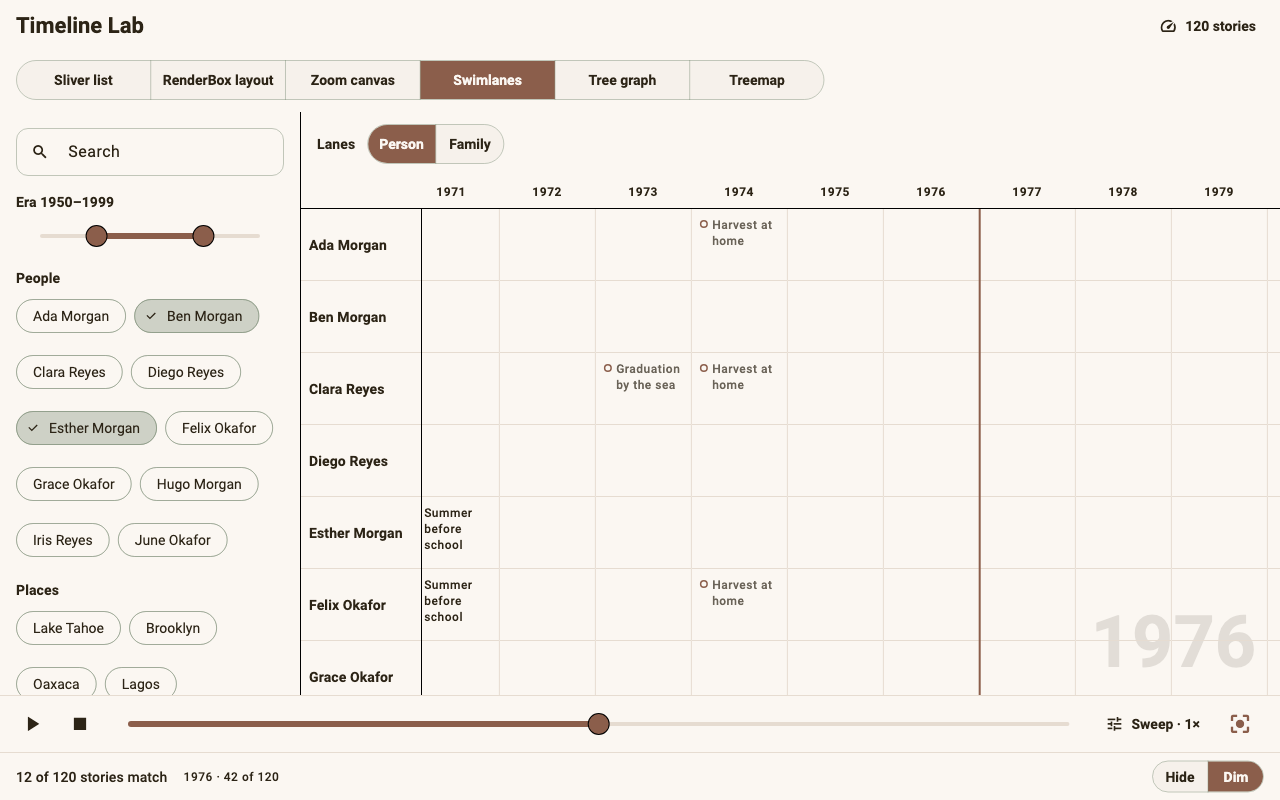 Timeline Lab
120 stories
Sliver list
RenderBox layout
Zoom canvas
Swimlanes
Tree graph
Treemap
Search
Era 1950–1999
People
Ada Morgan
Ben Morgan
Clara Reyes
Diego Reyes
Esther Morgan
Felix Okafor
Grace Okafor
Hugo Morgan
Iris Reyes
June Okafor
Places
Lake Tahoe
Brooklyn
Oaxaca
Lagos
Lanes
Person
Family
1971
1972
1973
1974
1975
1976
1977
1978
1979
Ada Morgan
Harvest at
home
Ben Morgan
Clara Reyes
Graduation
by the sea
Harvest at
home
Diego Reyes
Esther Morgan
Summer
before
school
Felix Okafor
Summer
before
school
Harvest at
home
Grace Okafor
1976
Sweep · 1×
12 of 120 stories match
1976 · 42 of 120
Hide
Dim